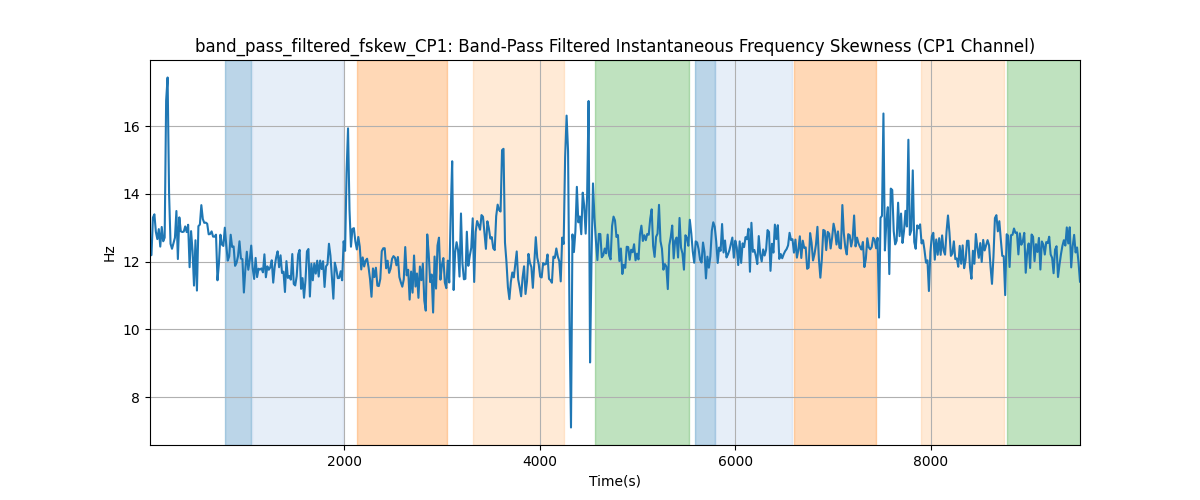 band_pass_filtered_fskew_CP1: Band-Pass Filtered Instantaneous Frequency Skewness (CP1 Channel)
16
14
12
10
8
Hz
2000 4000 6000 8000
Time(s)